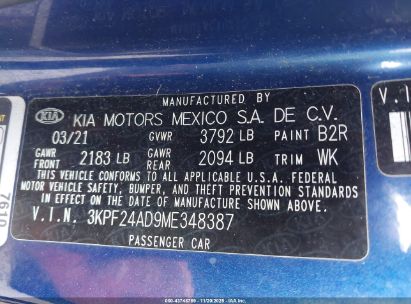 MANUFACTURED BY
KIA KIA MOTORS MEXICO S.A. DE C.V.
03/21 GVWR 3792 LB PAINT B2R
GAWR FRONT 2183 LB GAWR REAR 2094 LB TRIM WK
THIS VEHICLE CONFORMS TO ALL APPLICABLE U.S.A. FEDERAL
MOTOR VEHICLE SAFETY, BUMPER, AND THEFT PREVENTION STANDARDS
IN EFFECT ON THE DATE OF MANUFACTURE SHOWN ABOVE.
V.I.N. 3KPF24AD9ME348387
PASSENGER CAR
7610
V.I